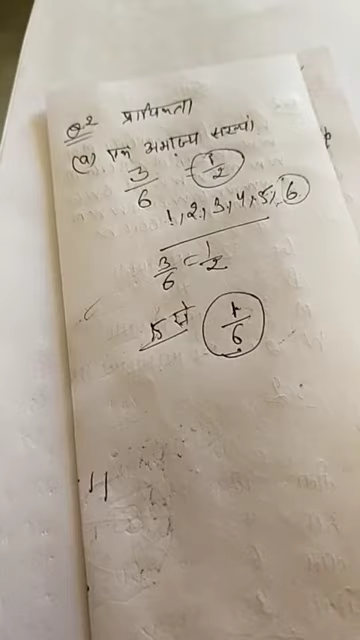 Q2 प्रायिकता
(a) एक अभाज्य संख्या
3/6 = 1/2
1, 2, 3, 4, 5, 6
3/6 = 1/2
से 1/6